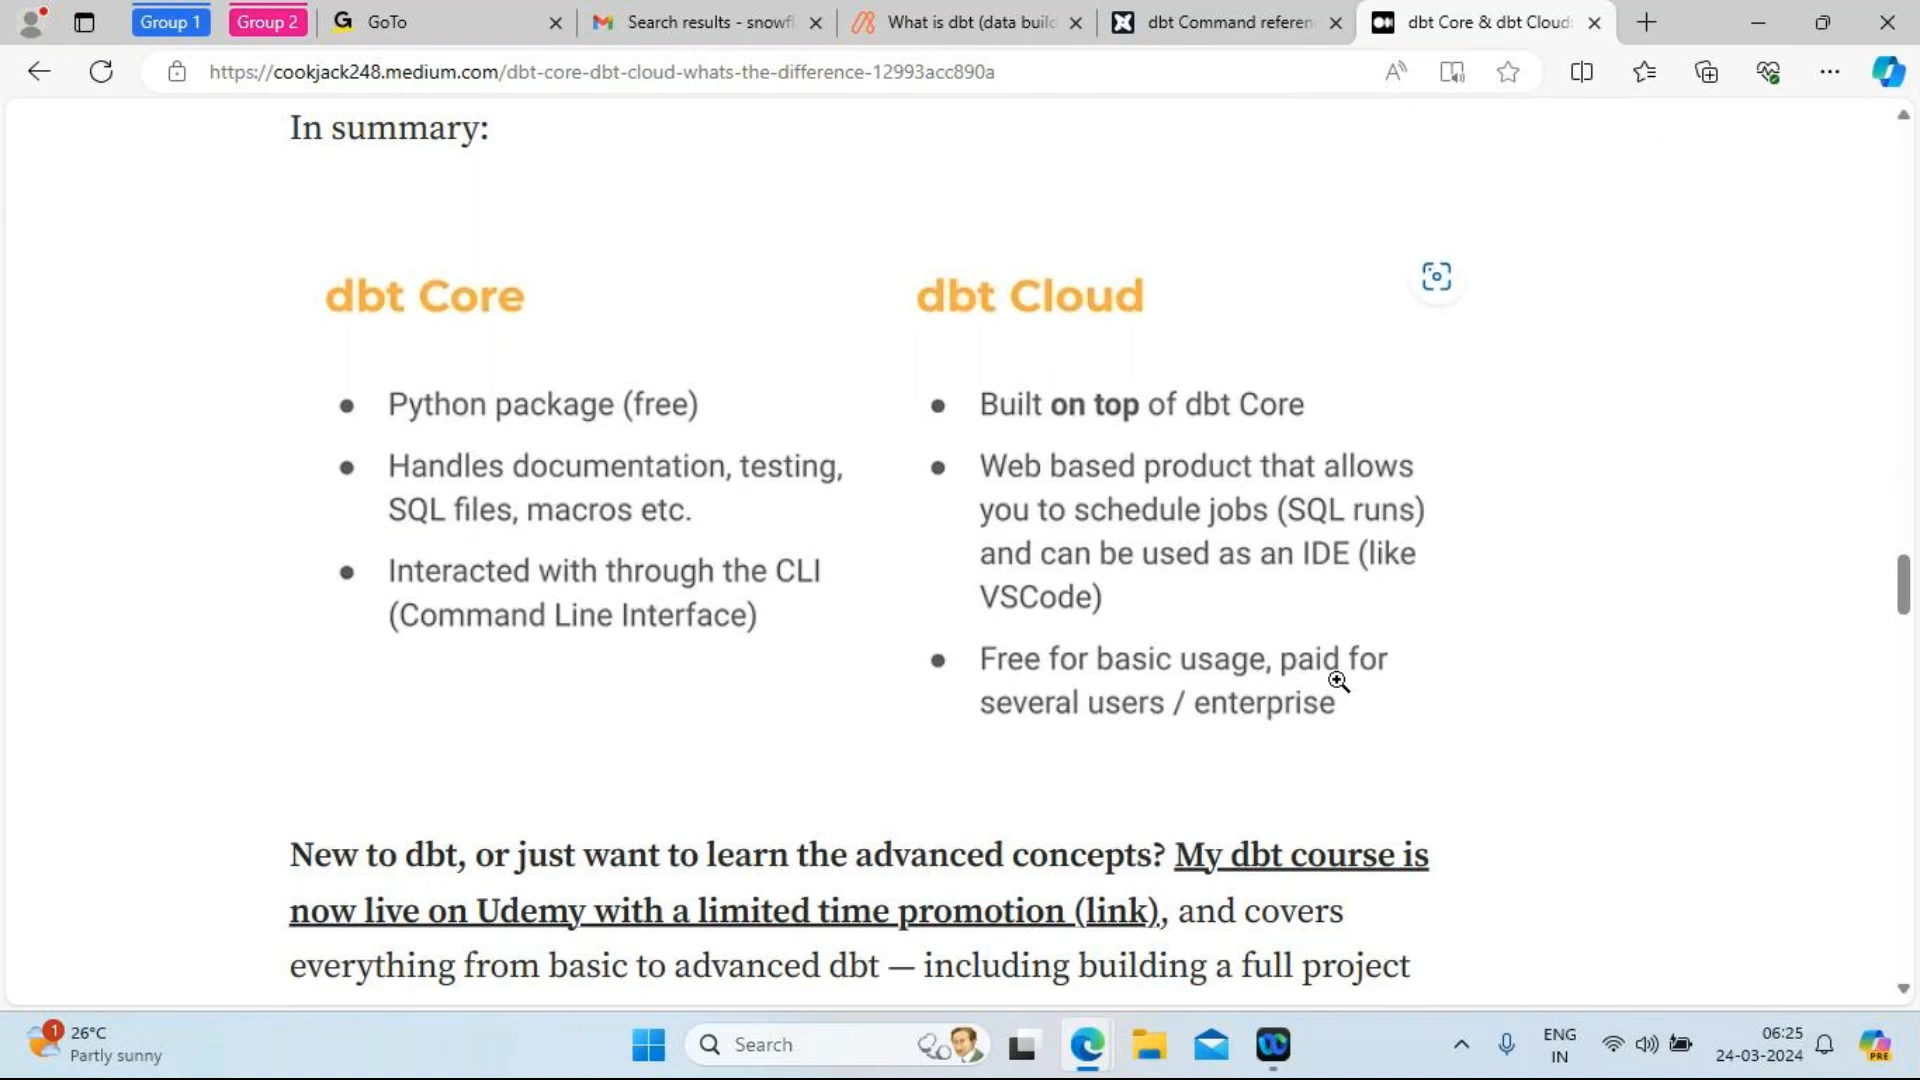 Group 1
Group 2
GoTo
Search results - snowfl
What is dbt (data build
dbt Command referen
dbt Core & dbt Cloud:
https://cookjack248.medium.com/dbt-core-dbt-cloud-whats-the-difference-12993acc890a
In summary:
dbt Core
Python package (free)
Handles documentation, testing,
SQL files, macros etc.
Interacted with through the CLI
(Command Line Interface)
dbt Cloud
Built on top of dbt Core
Web based product that allows
you to schedule jobs (SQL runs)
and can be used as an IDE (like
VSCode)
Free for basic usage, paid for
several users / enterprise
New to dbt, or just want to learn the advanced concepts? My dbt course is
now live on Udemy with a limited time promotion (link), and covers
everything from basic to advanced dbt — including building a full project
1
26°C
Partly sunny
Search
ENG
IN
06:25
24-03-2024
PRE